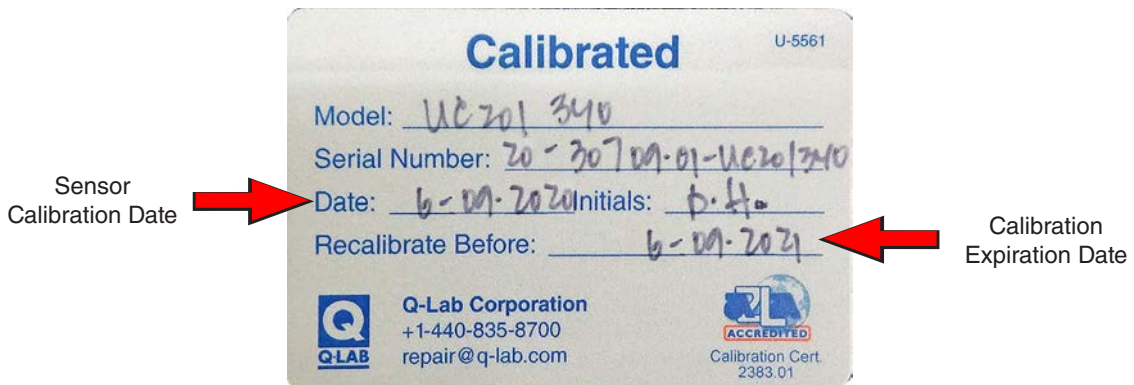 Calibrated
U-5561
Model: UC201 340
Serial Number: 20-30709-01-UC201340
Sensor
Calibration Date
Date: 6-09-2020 Initials: D.H.
Calibration
Expiration Date
Recalibrate Before: 6-09-2021
Q-Lab Corporation
+1-440-835-8700
repair@q-lab.com
Q-LAB
A2LA
ACCREDITED
Calibration Cert.
2383.01